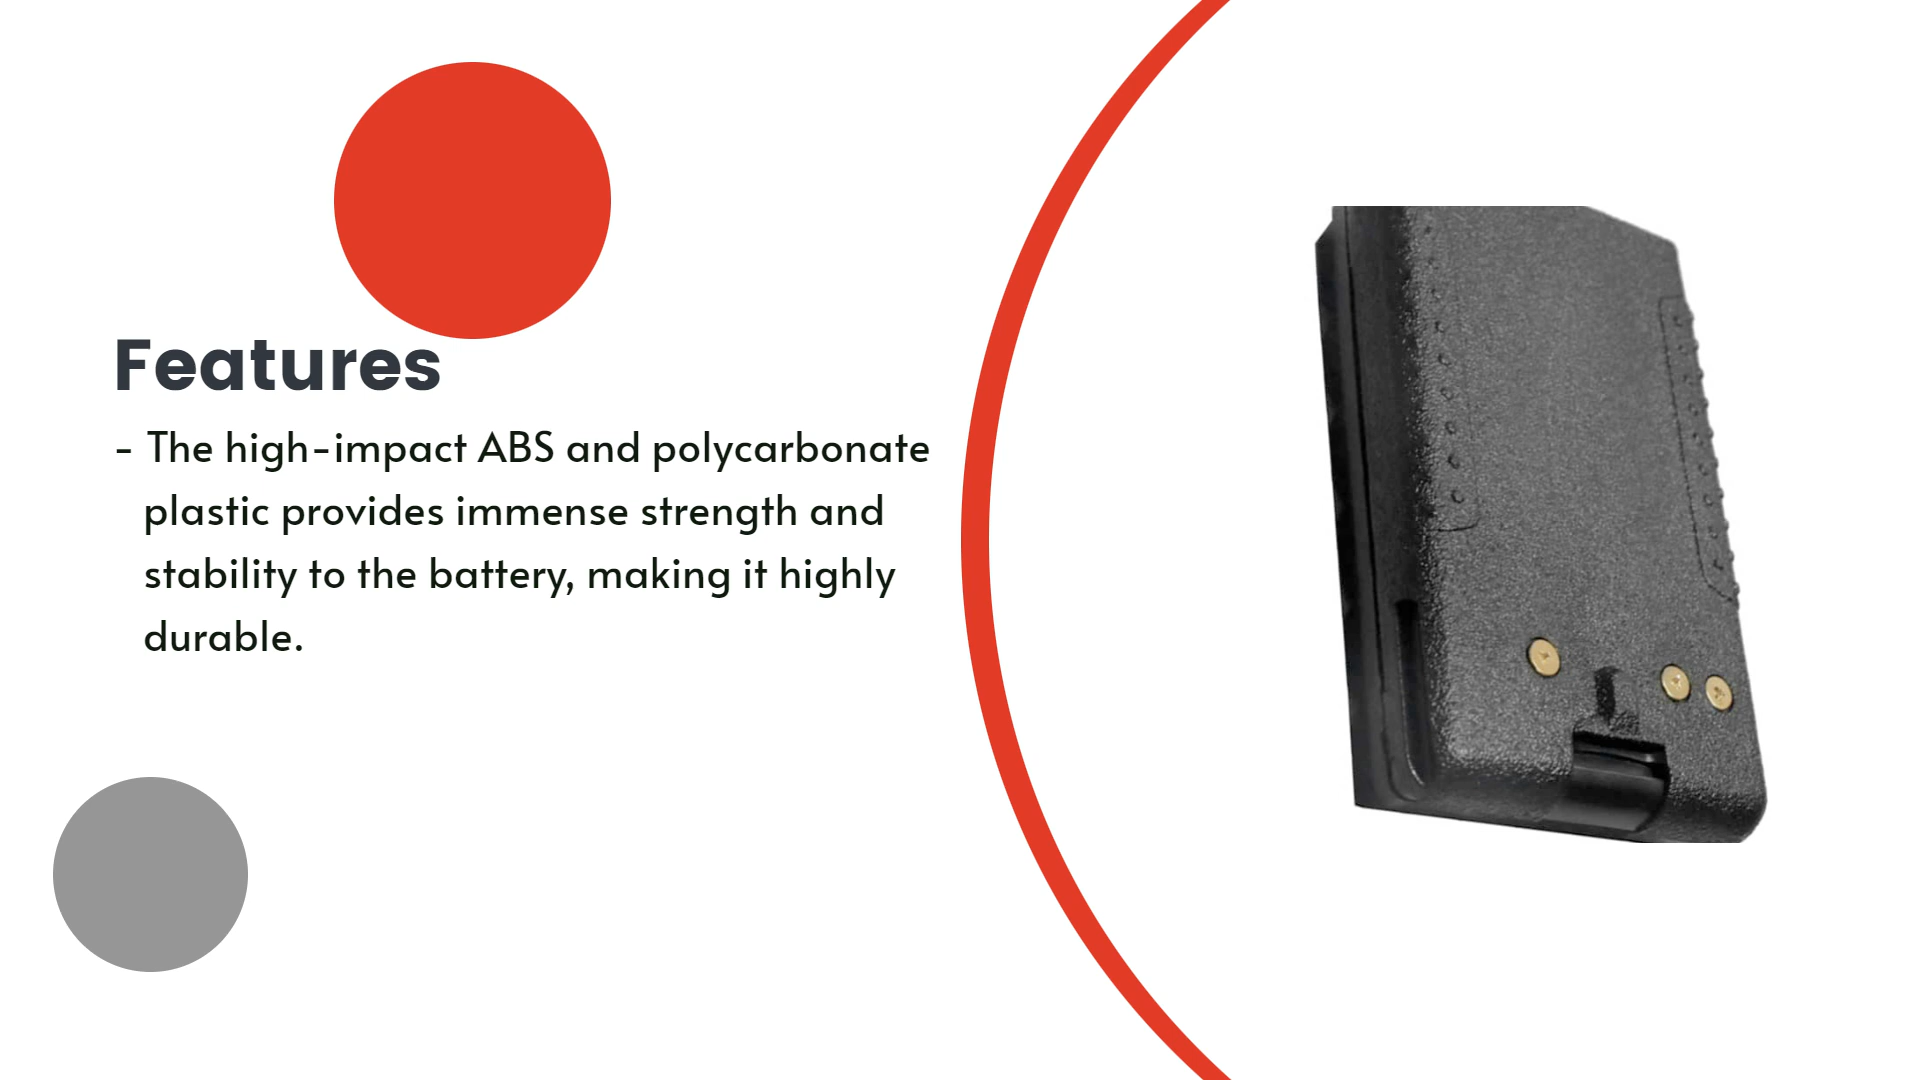 Features
- The high-impact ABS and polycarbonate
plastic provides immense strength and
stability to the battery, making it highly
durable.